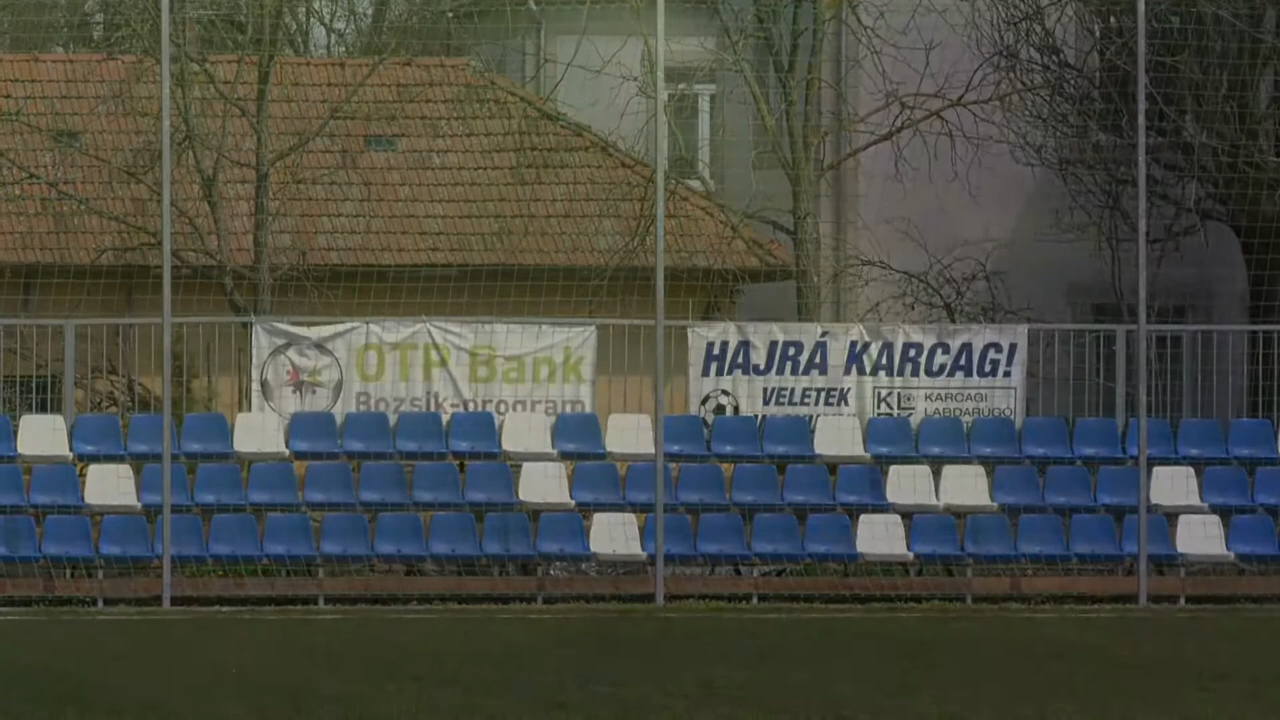 OTP Bank
Bozsik-program
HAJRÁ KARCAG!
VELETEK
KARCAGI
LABDARÚGÓ